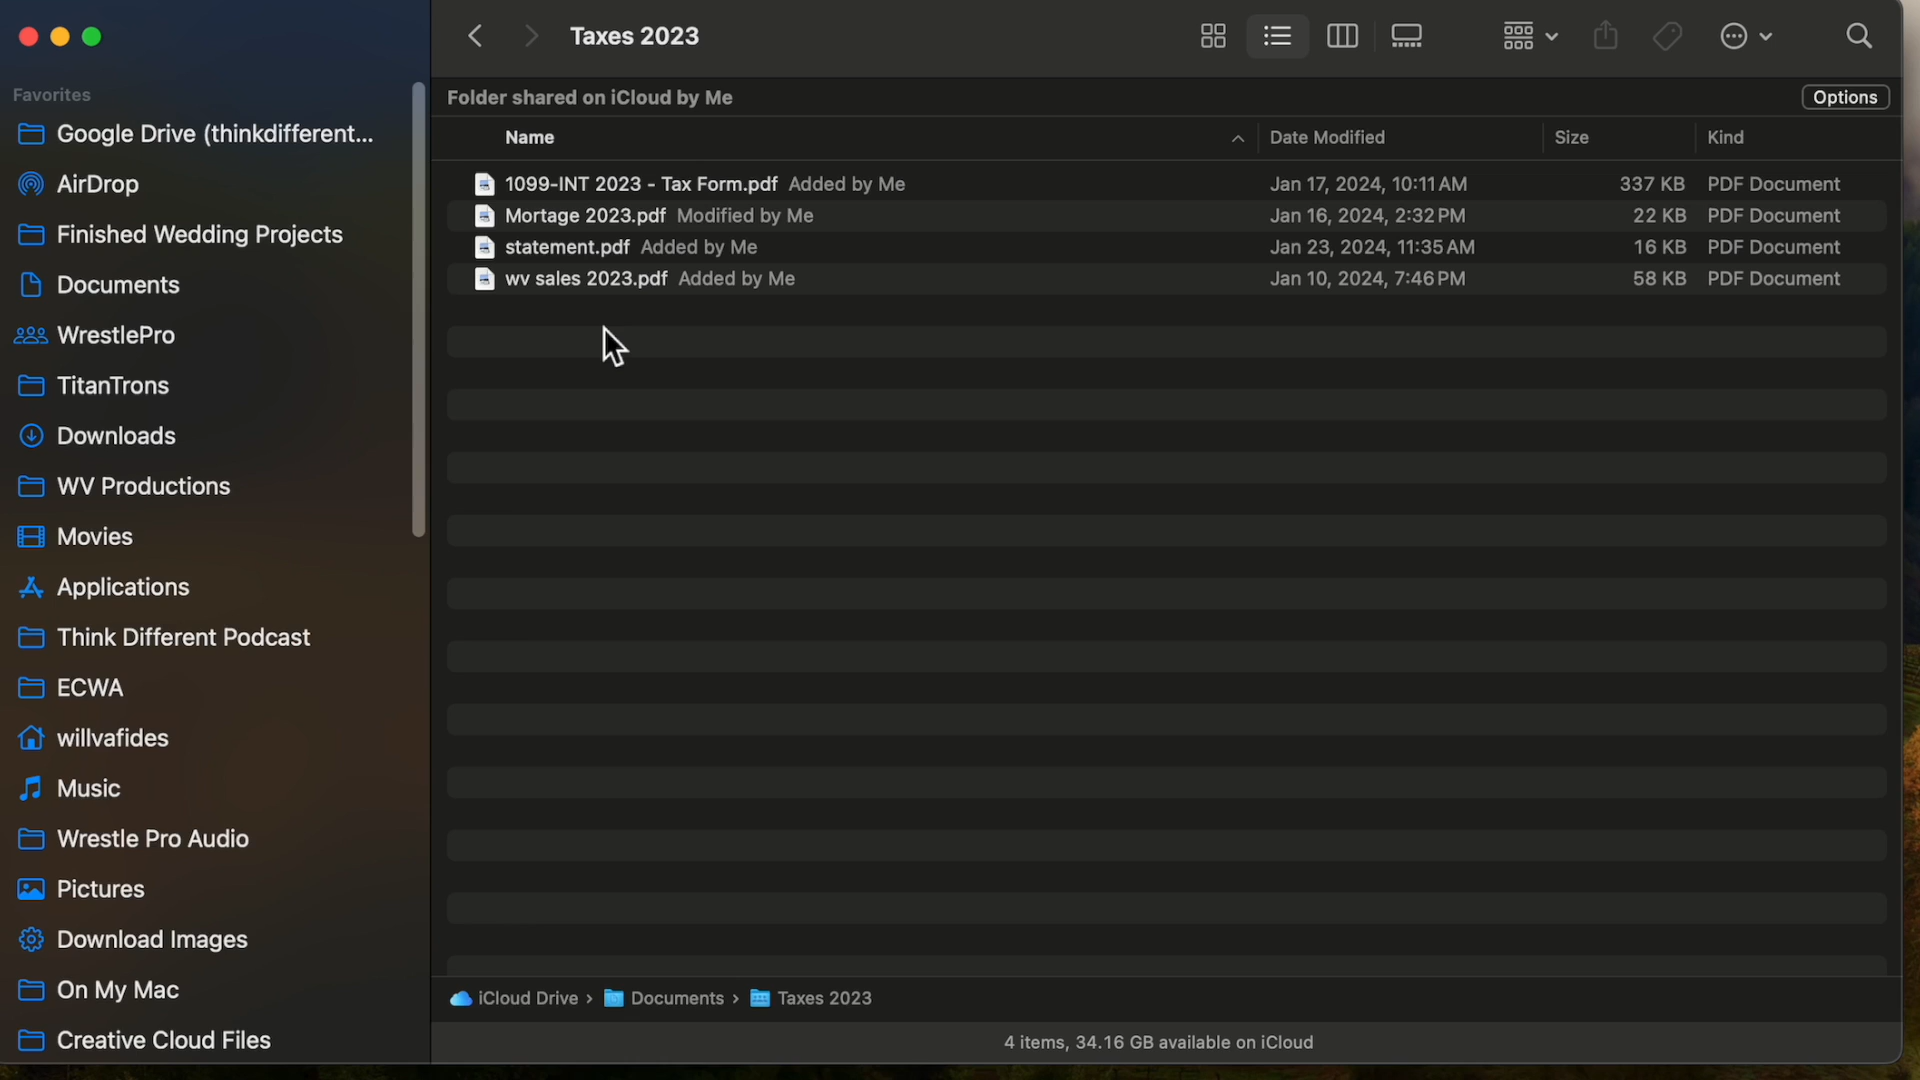 Taxes 2023
Favorites
Google Drive (thinkdifferent...
AirDrop
Finished Wedding Projects
Documents
WrestlePro
TitanTrons
Downloads
WV Productions
Movies
Applications
Think Different Podcast
ECWA
willvafides
Music
Wrestle Pro Audio
Pictures
Download Images
On My Mac
Creative Cloud Files
Folder shared on iCloud by Me Options
Name Date Modified Size Kind
1099-INT 2023 - Tax Form.pdf Added by Me Jan 17, 2024, 10:11 AM 337 KB PDF Document
Mortage 2023.pdf Modified by Me Jan 16, 2024, 2:32 PM 22 KB PDF Document
statement.pdf Added by Me Jan 23, 2024, 11:35 AM 16 KB PDF Document
wv sales 2023.pdf Added by Me Jan 10, 2024, 7:46 PM 58 KB PDF Document
iCloud Drive › Documents › Taxes 2023
4 items, 34.16 GB available on iCloud